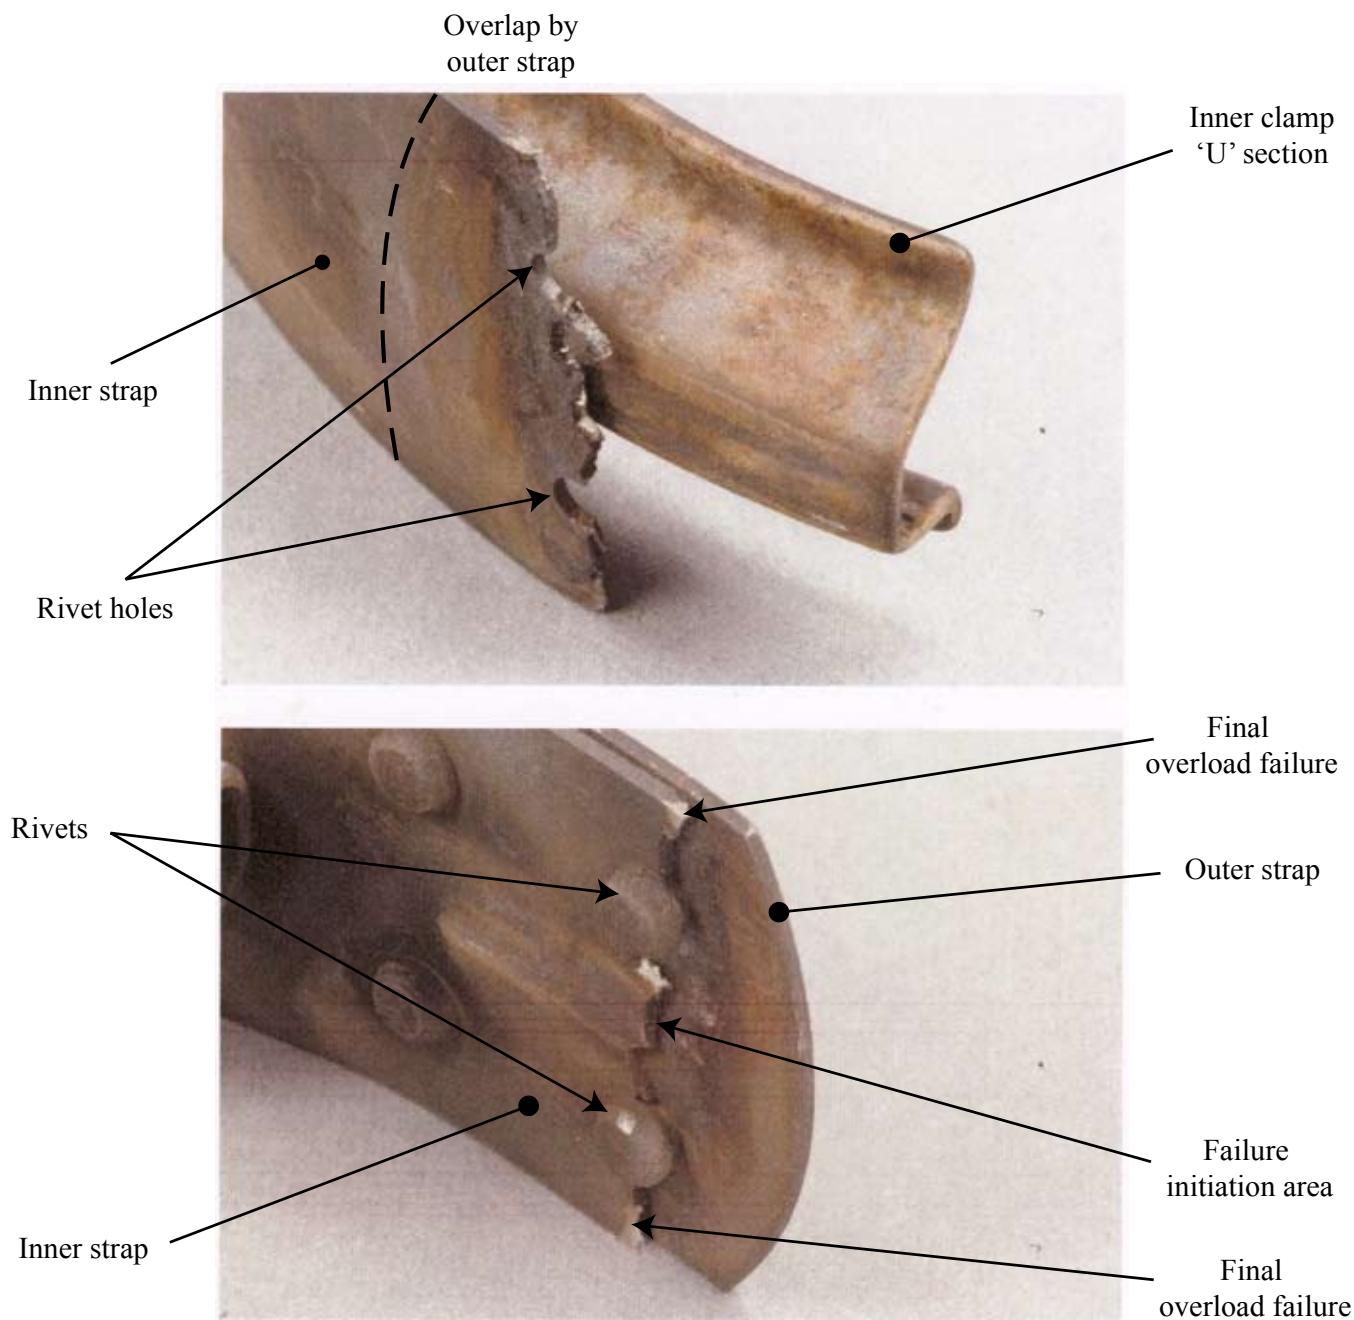 Overlap by
outer strap
Inner clamp
‘U’ section
Inner strap
Rivet holes
Final
overload failure
Rivets
Outer strap
Failure
initiation area
Inner strap
Final
overload failure